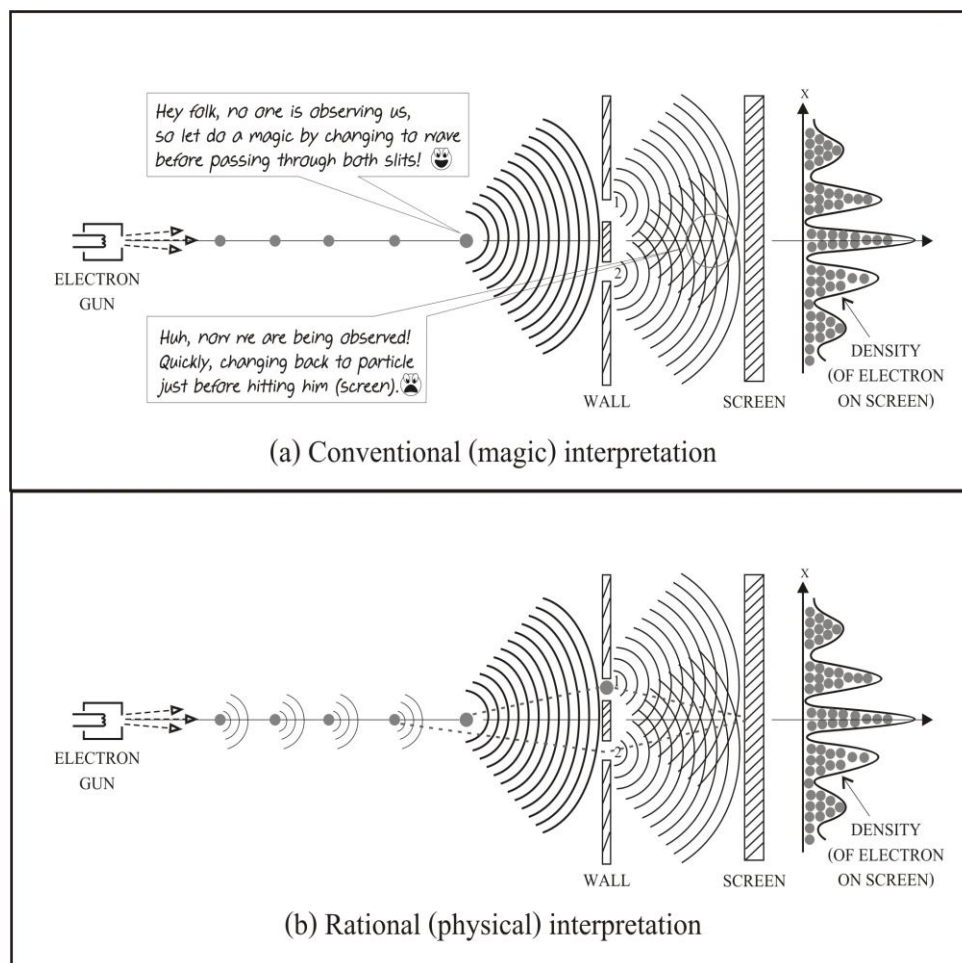 Hey folk, no one is observing us,
so let do a magic by changing to wave
before passing through both slits!
X
1
2
ELECTRON
GUN
Huh, now we are being observed!
Quickly, changing back to particle
just before hitting him (screen).
WALL
SCREEN
DENSITY
(OF ELECTRON
ON SCREEN)
(a) Conventional (magic) interpretation
X
1
2
ELECTRON
GUN
WALL
SCREEN
DENSITY
(OF ELECTRON
ON SCREEN)
(b) Rational (physical) interpretation